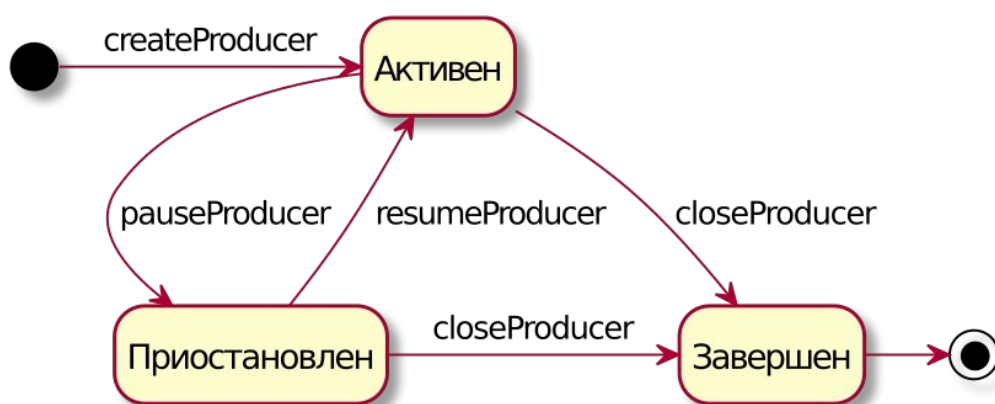 createProducer
Активен
pauseProducer
resumeProducer
closeProducer
Приостановлен
closeProducer
Завершен